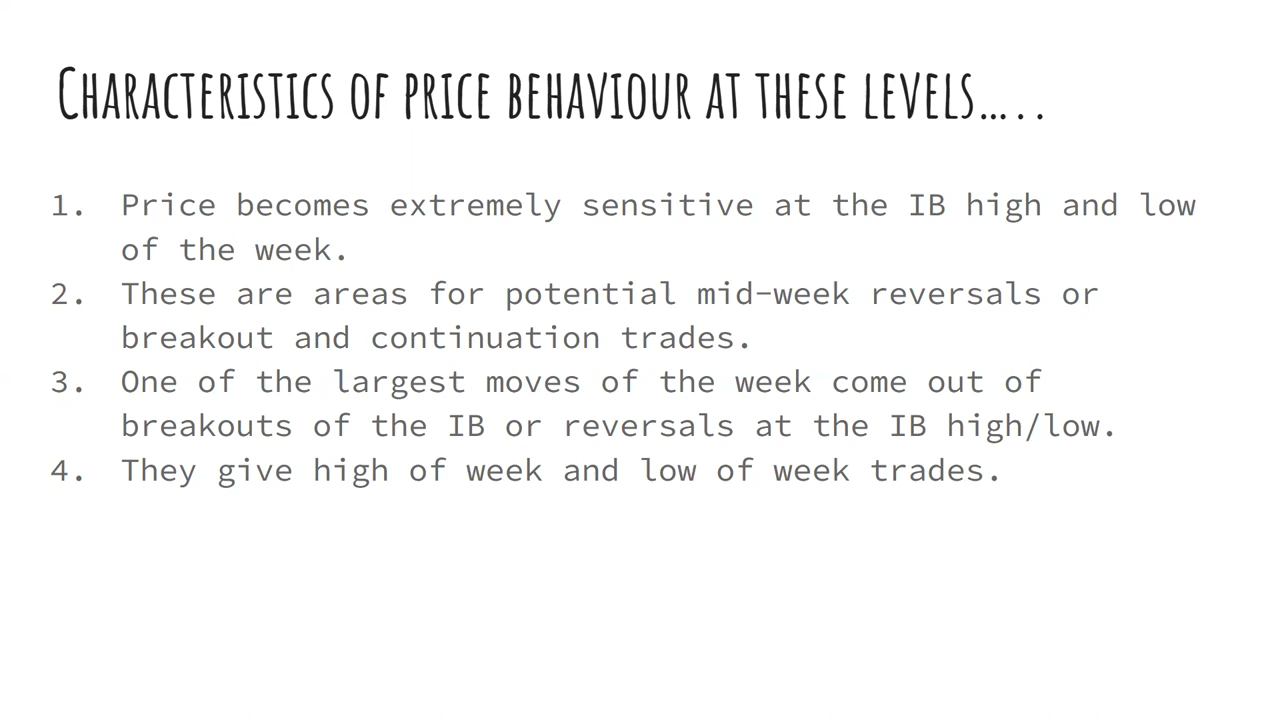 Characteristics of price behaviour at these levels…..
1. Price becomes extremely sensitive at the IB high and low
of the week.
2. These are areas for potential mid-week reversals or
breakout and continuation trades.
3. One of the largest moves of the week come out of
breakouts of the IB or reversals at the IB high/low.
4. They give high of week and low of week trades.